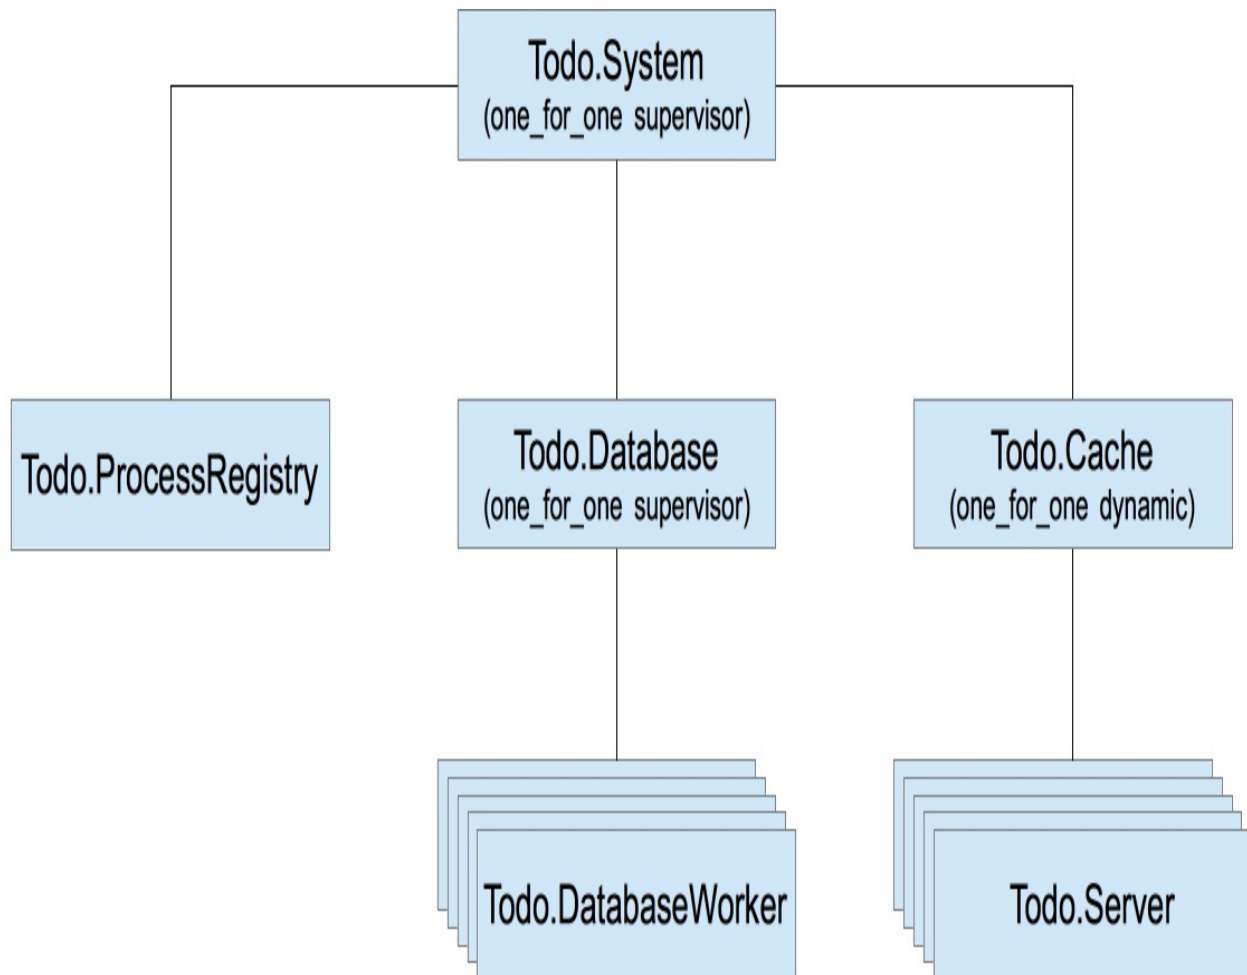 Todo.System
(one_for_one supervisor)
Todo.ProcessRegistry
Todo.Database
(one_for_one supervisor)
Todo.Cache
(one_for_one dynamic)
Todo.DatabaseWorker
Todo.Server